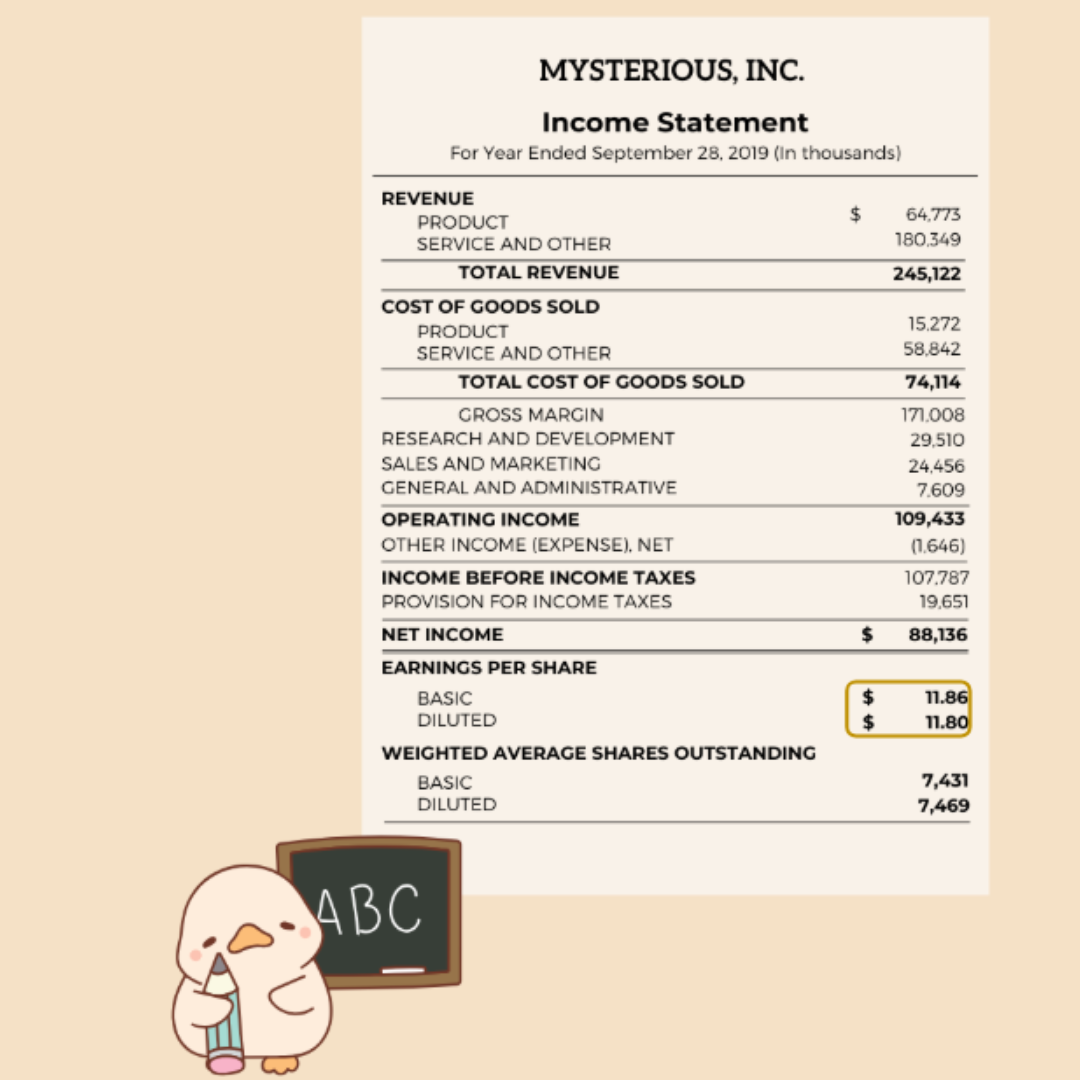 MYSTERIOUS, INC.
Income Statement
For Year Ended September 28, 2019 (In thousands)
REVENUE
PRODUCT $ 64,773
SERVICE AND OTHER 180,349
TOTAL REVENUE 245,122
COST OF GOODS SOLD
PRODUCT 15,272
SERVICE AND OTHER 58,842
TOTAL COST OF GOODS SOLD 74,114
GROSS MARGIN 171,008
RESEARCH AND DEVELOPMENT 29,510
SALES AND MARKETING 24,456
GENERAL AND ADMINISTRATIVE 7,609
OPERATING INCOME 109,433
OTHER INCOME (EXPENSE), NET (1,646)
INCOME BEFORE INCOME TAXES 107,787
PROVISION FOR INCOME TAXES 19,651
NET INCOME $ 88,136
EARNINGS PER SHARE
BASIC $ 11.86
DILUTED $ 11.80
WEIGHTED AVERAGE SHARES OUTSTANDING
BASIC 7,431
DILUTED 7,469
ABC